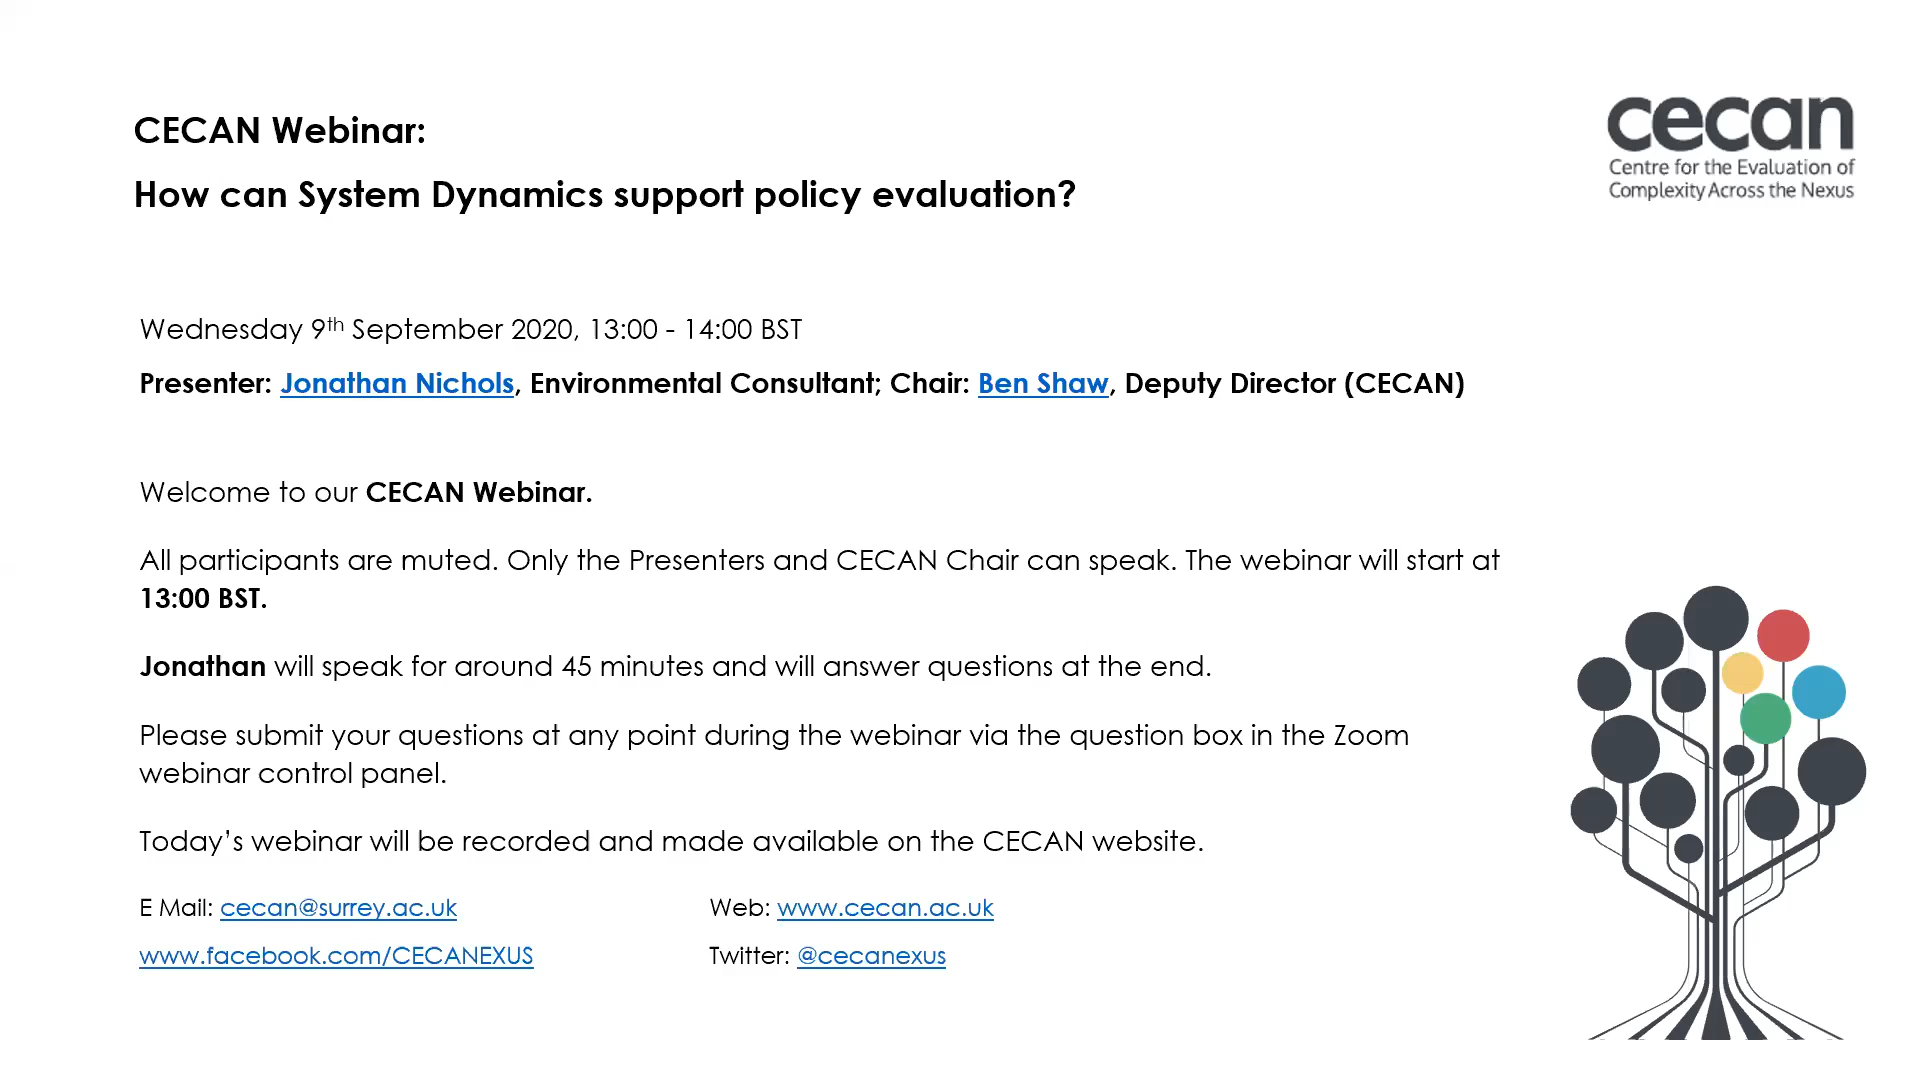 CECAN Webinar:
How can System Dynamics support policy evaluation?
cecan
Centre for the Evaluation of
Complexity Across the Nexus
Wednesday 9th September 2020, 13:00 - 14:00 BST
Presenter: Jonathan Nichols, Environmental Consultant; Chair: Ben Shaw, Deputy Director (CECAN)
Welcome to our CECAN Webinar.
All participants are muted. Only the Presenters and CECAN Chair can speak. The webinar will start at
13:00 BST.
Jonathan will speak for around 45 minutes and will answer questions at the end.
Please submit your questions at any point during the webinar via the question box in the Zoom
webinar control panel.
Today’s webinar will be recorded and made available on the CECAN website.
E Mail: cecan@surrey.ac.uk
Web: www.cecan.ac.uk
www.facebook.com/CECANEXUS
Twitter: @cecanexus